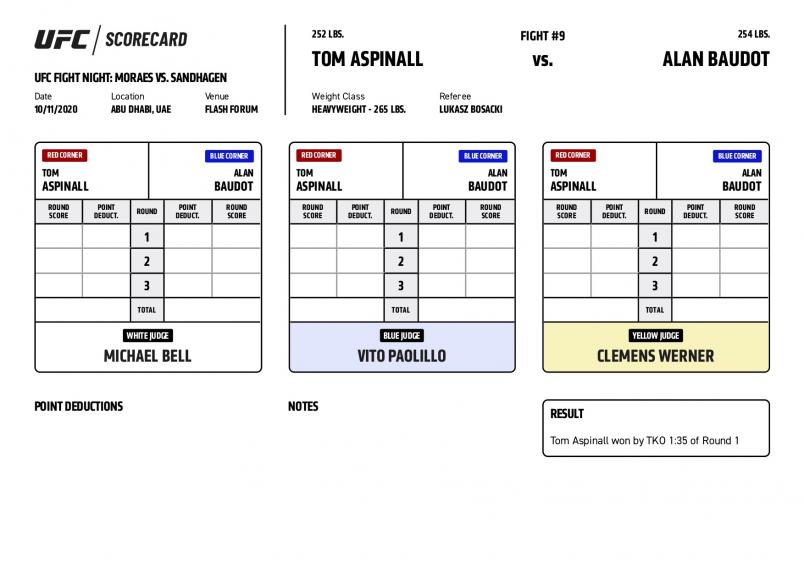 UFC / SCORECARD
UFC FIGHT NIGHT: MORAES VS. SANDHAGEN
Date Location Venue
10/11/2020 ABU DHABI, UAE FLASH FORUM
252 LBS. FIGHT #9 254 LBS.
TOM ASPINALL vs. ALAN BAUDOT
Weight Class Referee
HEAVYWEIGHT - 265 LBS. LUKASZ BOSACKI
RED CORNER BLUE CORNER
TOM ALAN
ASPINALL BAUDOT
ROUND POINT ROUND POINT ROUND
SCORE DEDUCT. DEDUCT. SCORE
1
2
3
TOTAL
WHITE JUDGE
MICHAEL BELL
RED CORNER BLUE CORNER
TOM ALAN
ASPINALL BAUDOT
ROUND POINT ROUND POINT ROUND
SCORE DEDUCT. DEDUCT. SCORE
1
2
3
TOTAL
BLUE JUDGE
VITO PAOLILLO
RED CORNER BLUE CORNER
TOM ALAN
ASPINALL BAUDOT
ROUND POINT ROUND POINT ROUND
SCORE DEDUCT. DEDUCT. SCORE
1
2
3
TOTAL
YELLOW JUDGE
CLEMENS WERNER
POINT DEDUCTIONS
NOTES
RESULT
Tom Aspinall won by TKO 1:35 of Round 1